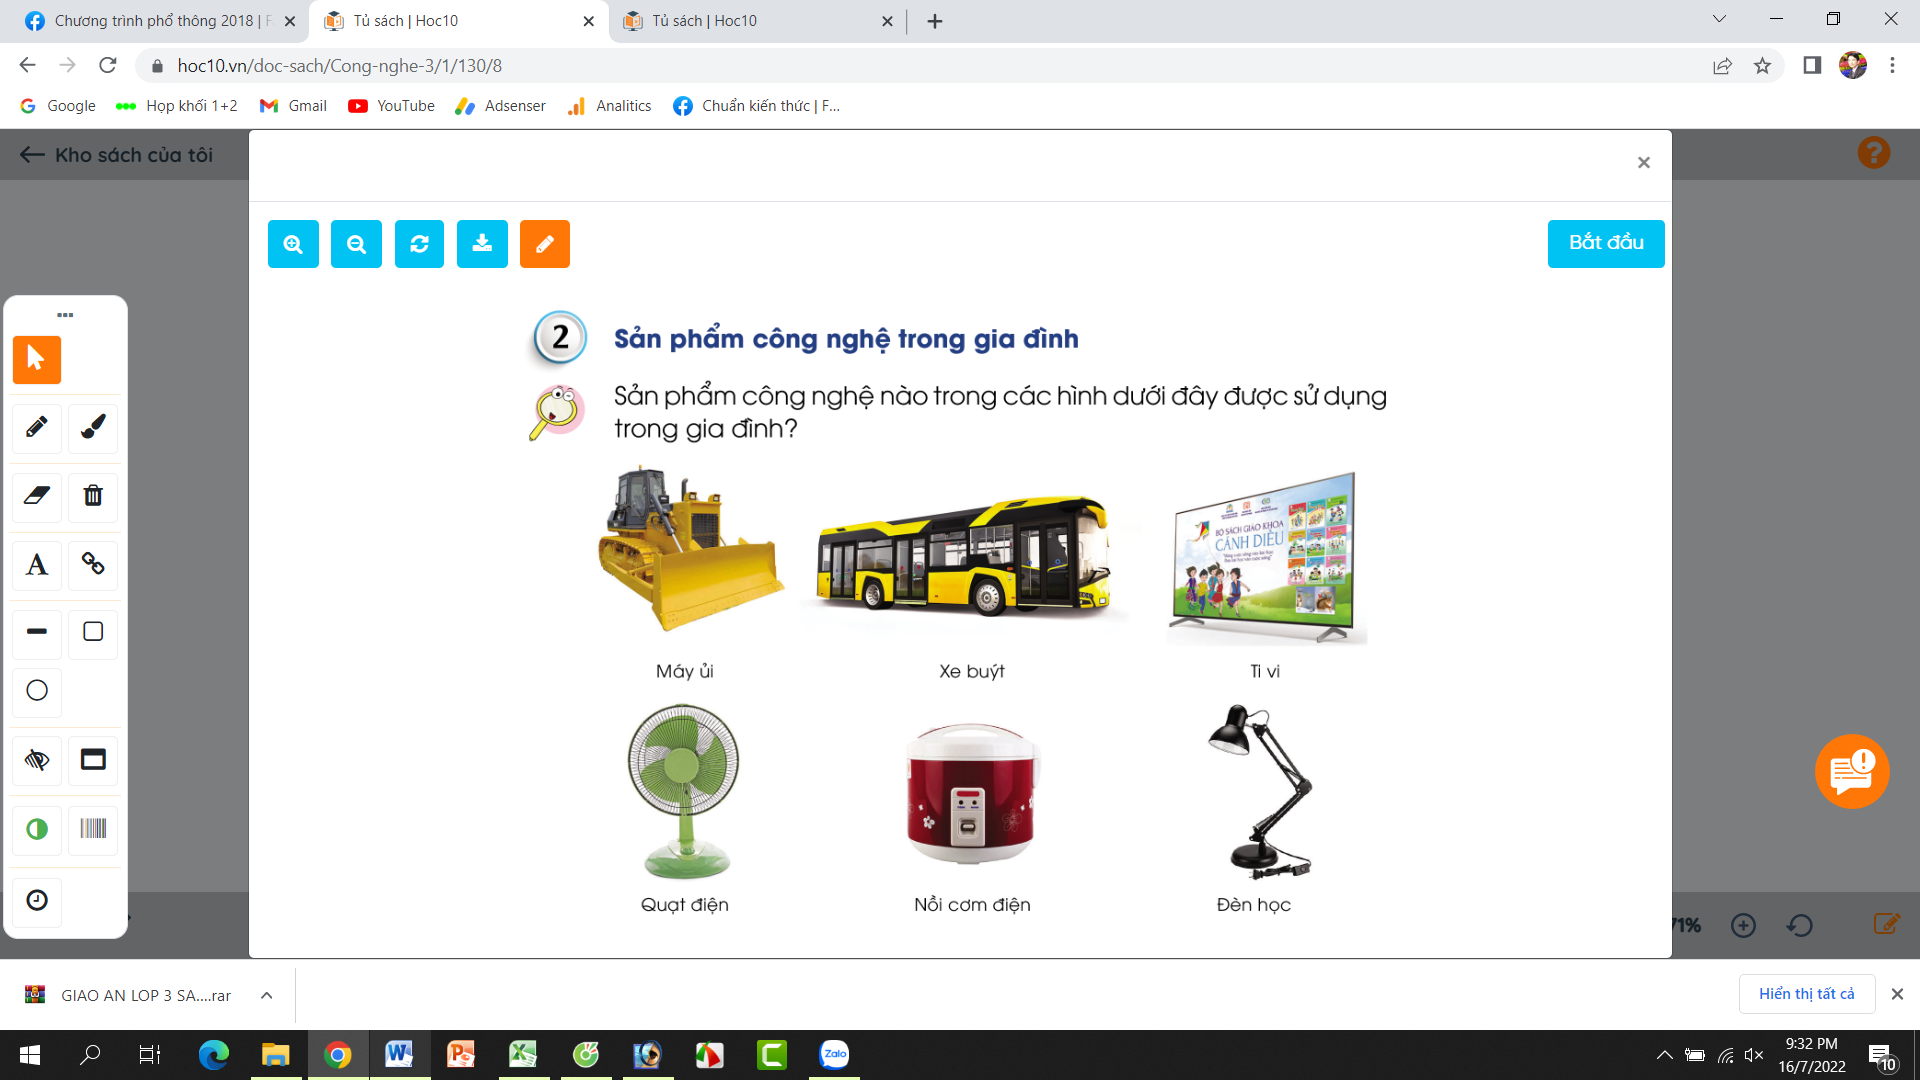 Chương trình phổ thông 2018 | F
Tủ sách | Hoc10
Tủ sách | Hoc10
hoc10.vn/doc-sach/Cong-nghe-3/1/130/8
Google
Họp khối 1+2
Gmail
YouTube
Adsenser
Analitics
Chuẩn kiến thức | F...
Kho sách của tôi
Bắt đầu
2
Sản phẩm công nghệ trong gia đình
Sản phẩm công nghệ nào trong các hình dưới đây được sử dụng
trong gia đình?
BỘ SÁCH GIÁO KHOA
CÁNH DIỀU
Máy ủi
Xe buýt
Ti vi
Quạt điện
Nồi cơm điện
Đèn học
71%
GIAO AN LOP 3 SA....rar
Hiển thị tất cả
Zalo
9:32 PM
16/7/2022
10